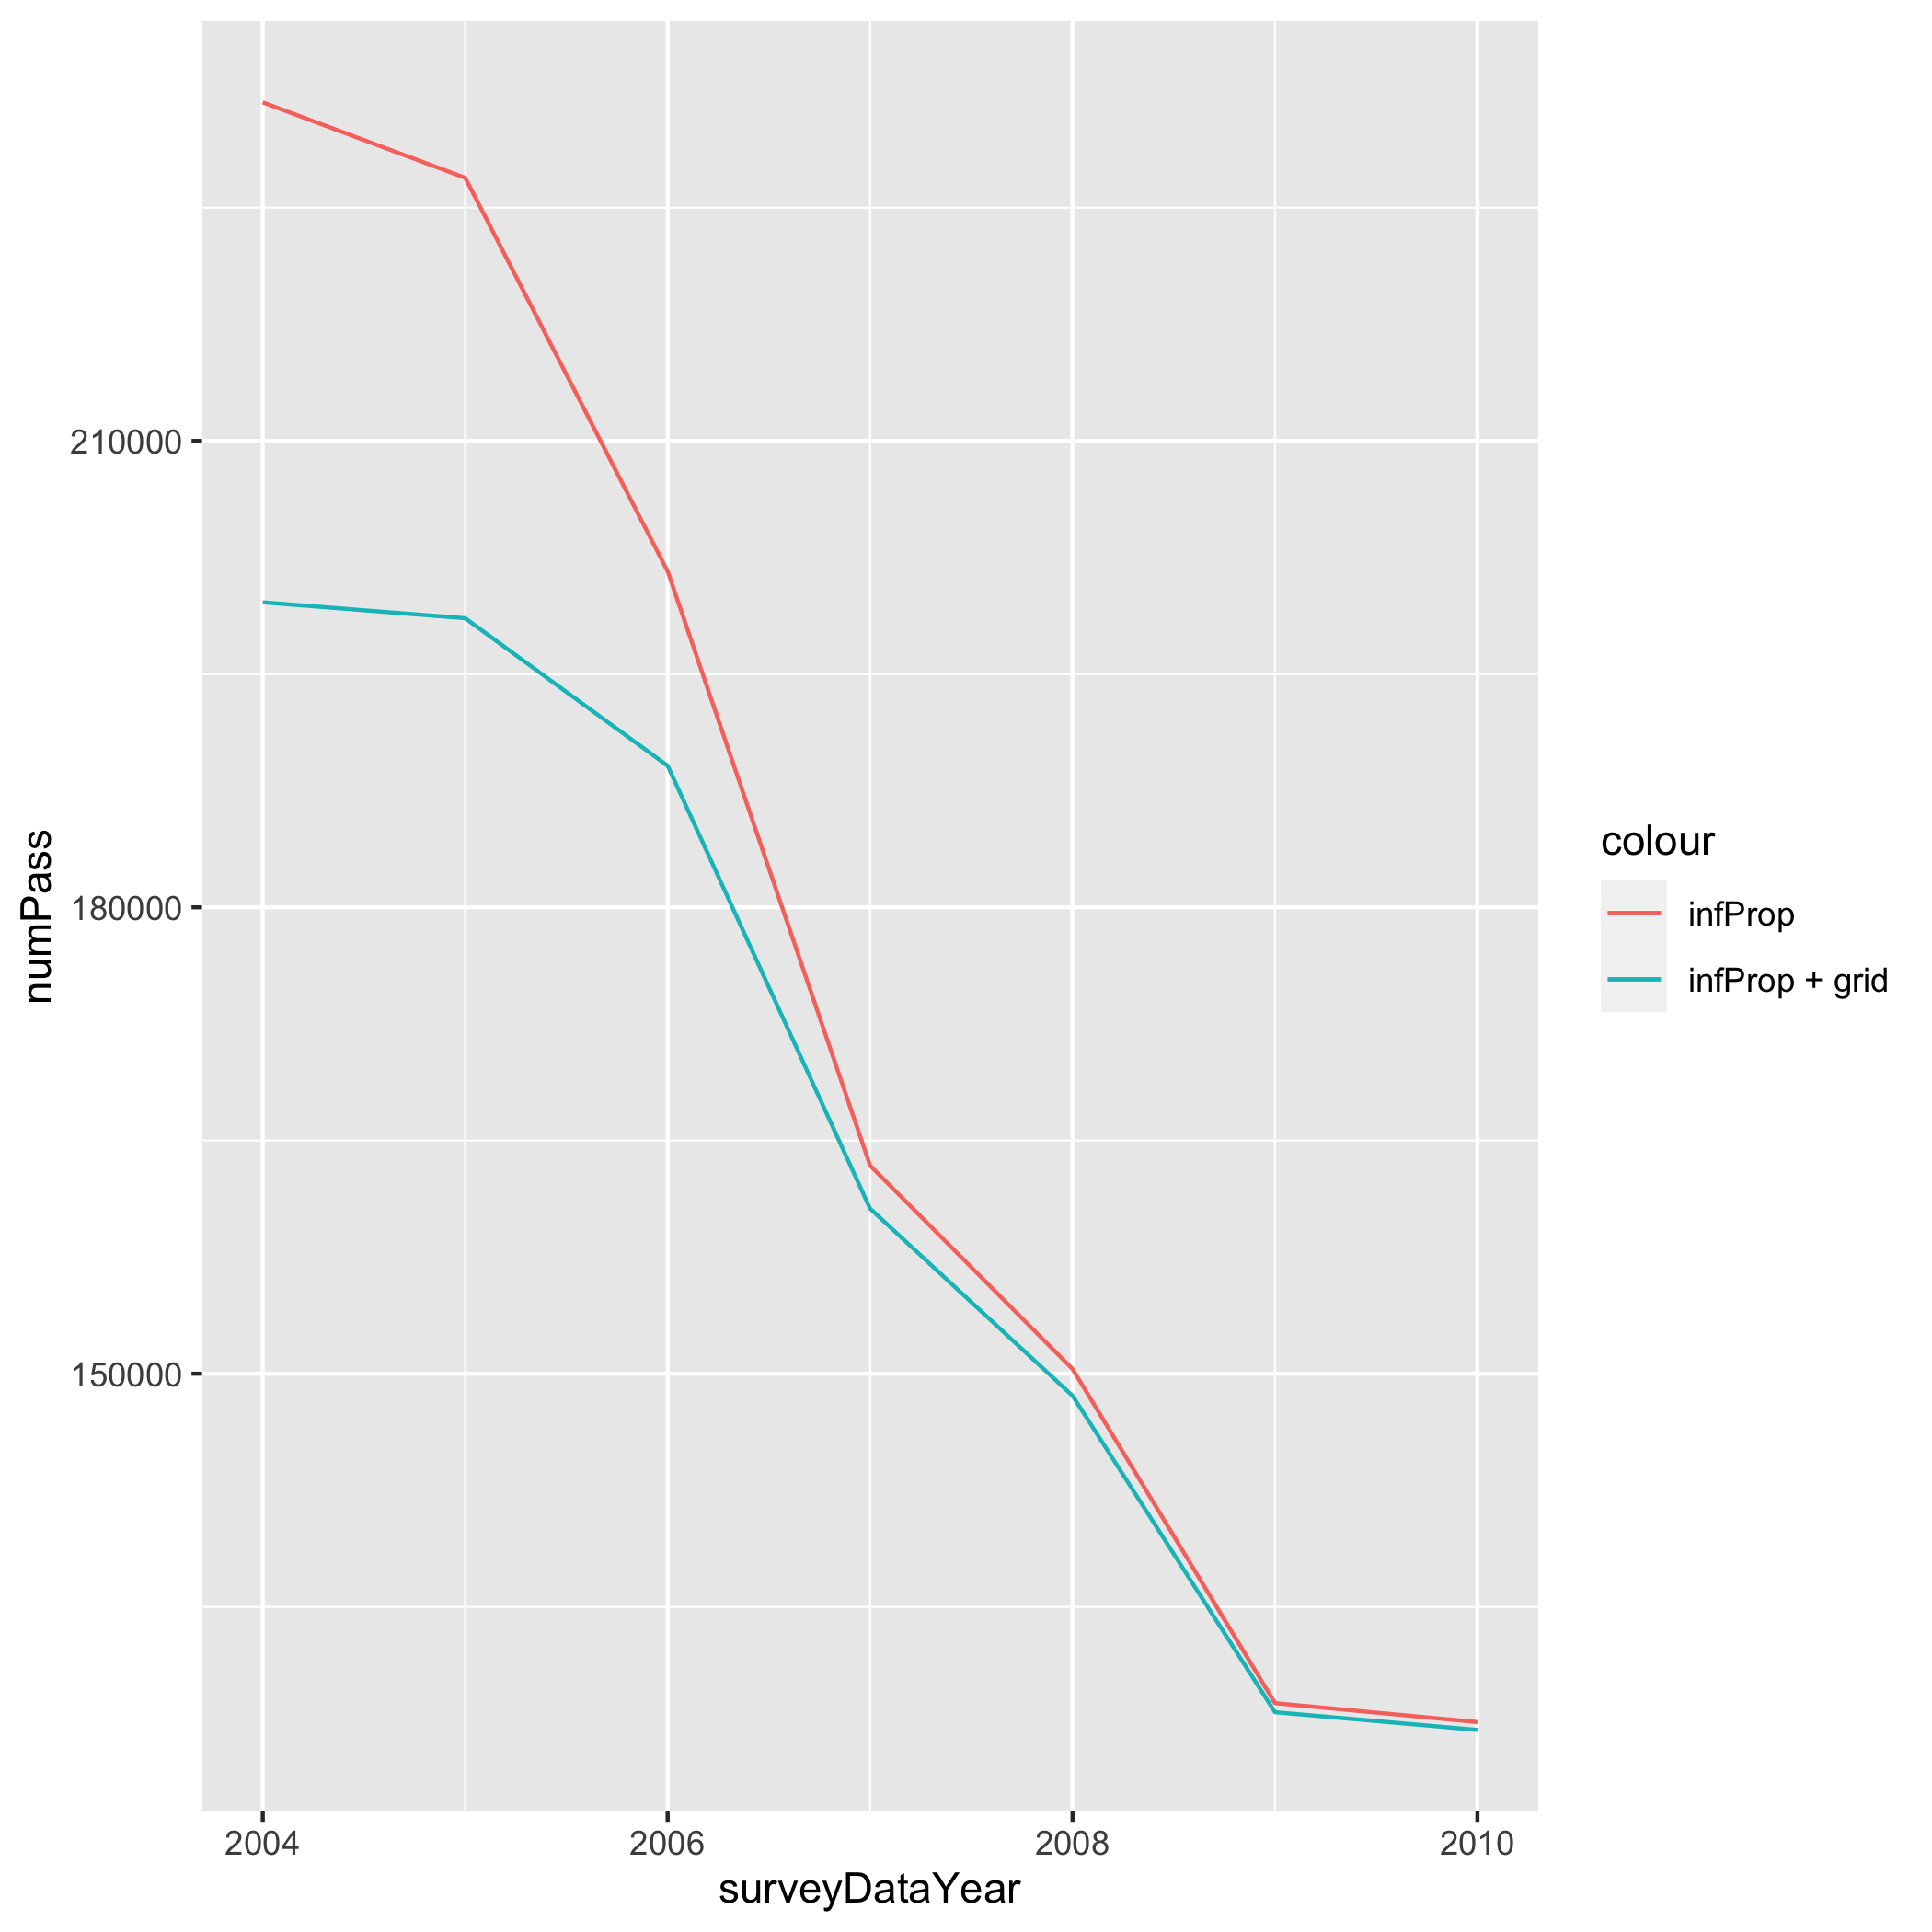 numPass
210000
180000
150000
2004
2006
2008
2010
surveyDataYear
colour
infProp
infProp + grid